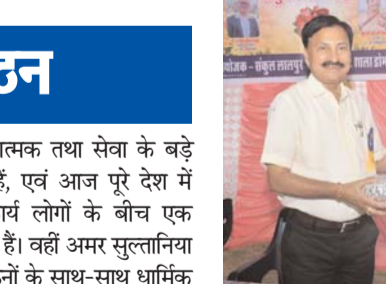 ठन
त्मक तथा सेवा के बड़े
हैं, एवं आज पूरे देश में
र्य लोगों के बीच एक
हैं। वहीं अमर सुल्तानिया
नों के साथ-साथ धार्मिक
योजक - संकुल लालपुर
शाला डोम